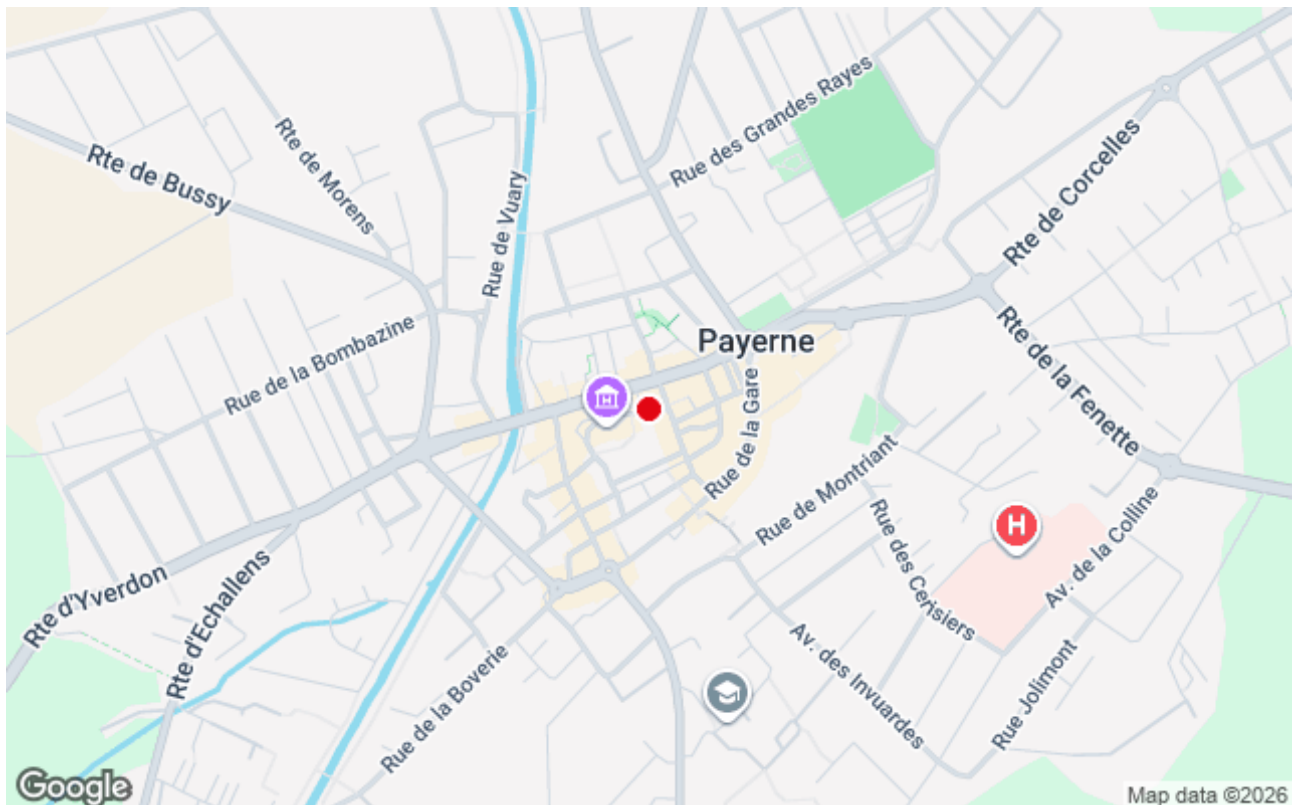 Rue des Grandes Rayes
Rte de Morens
Rte de Bussy
Rue de Vuary
Rte de Corcelles
Rue de la Bombazine
Payerne
Rte de la Fenette
H
Rue de la Gare
Rue de Montriant
H
Rue des Cerisiers
Av. de la Colline
Rte d'Yverdon
Rte d'Echallens
Rue de la Boverie
Av. des Invuardes
Rue Jolimont
Google
Map data ©2026